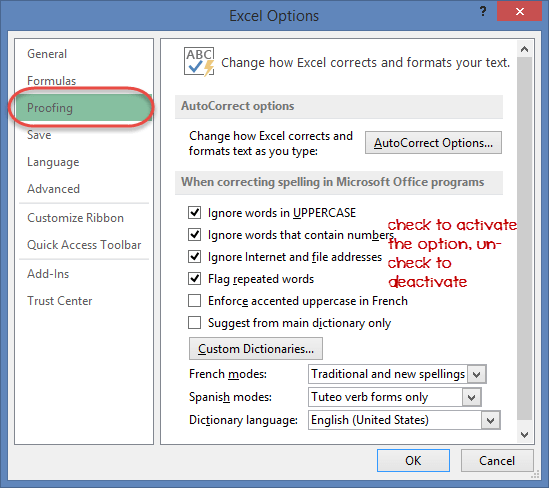 Excel Options
?
General
Formulas
Proofing
Save
Language
Advanced
Customize Ribbon
Quick Access Toolbar
Add-Ins
Trust Center
ABC
Change how Excel corrects and formats your text.
AutoCorrect options
Change how Excel corrects and
formats text as you type:
AutoCorrect Options...
When correcting spelling in Microsoft Office programs
Ignore words in UPPERCASE
Ignore words that contain numbers
Ignore Internet and file addresses
Flag repeated words
Enforce accented uppercase in French
Suggest from main dictionary only
check to activate
the option, un-
check to
deactivate
Custom Dictionaries...
French modes: Traditional and new spellings
Spanish modes: Tuteo verb forms only
Dictionary language: English (United States)
OK Cancel